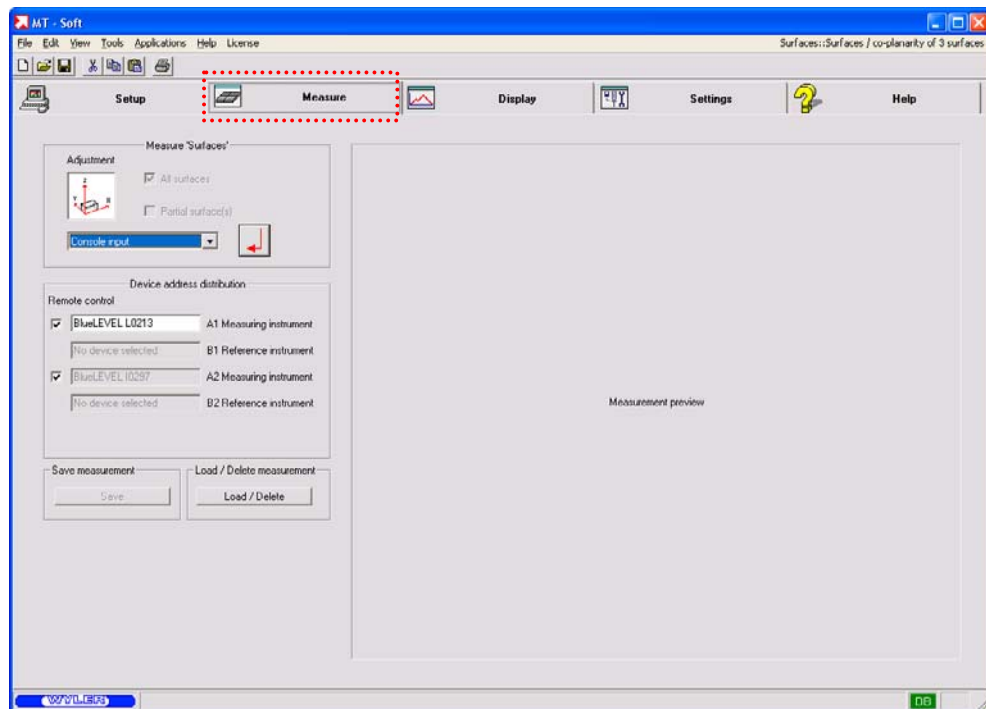 MT - Soft
File Edit View Tools Applications Help License
Surfaces::Surfaces / co-planarity of 3 surfaces
Setup Measure Display Settings Help
Measure 'Surfaces'
Adjustment
All surfaces
Partial surface(s)
Console input
Device address distribution
Remote control
BlueLEVEL L0213 A1 Measuring instrument
No device selected B1 Reference instrument
BlueLEVEL I0297 A2 Measuring instrument
No device selected B2 Reference instrument
Measurement preview
Save measurement Load / Delete measurement
Save Load / Delete
WYLER DB